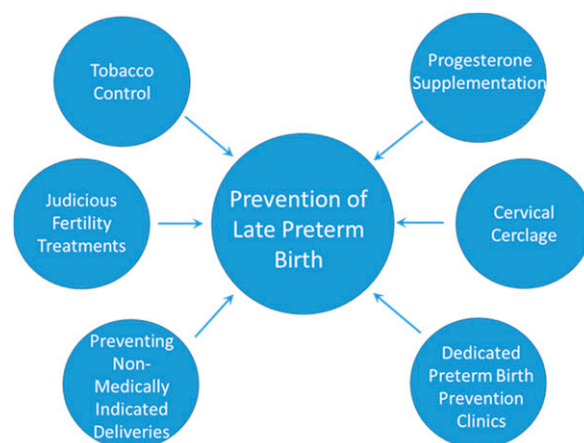 Tobacco
Control
Progesterone
Supplementation
Judicious
Fertility
Treatments
Prevention of
Late Preterm
Birth
Cervical
Cerclage
Preventing
Non-
Medically
Indicated
Deliveries
Dedicated
Preterm Birth
Prevention
Clinics